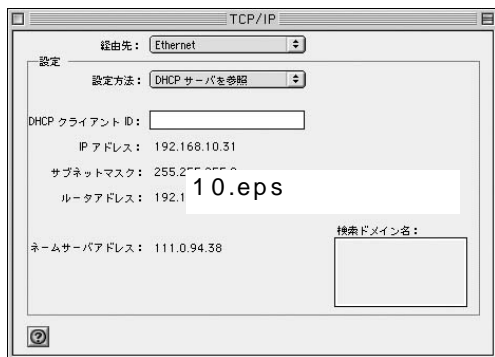 TCP/IP
経由先： Ethernet
設定
設定方法： DHCP サーバを参照
DHCP クライアント ID：
IP アドレス： 192.168.10.31
サブネットマスク：
ルータアドレス：
10.eps
検索ドメイン名：
ネームサーバアドレス： 111.0.94.38